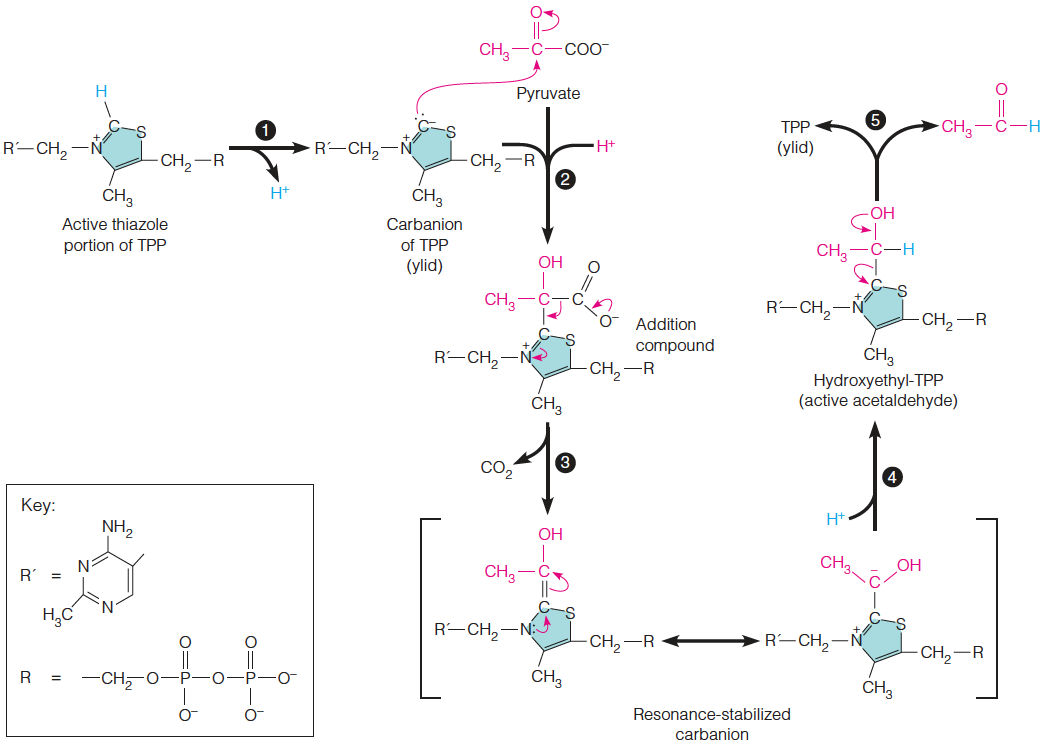 O
CH3—C—COO−
Pyruvate
H
C
S
+
R′—CH2—N
CH2—R
CH3
Active thiazole
portion of TPP
1
H+
C−
S
+
R′—CH2—N
CH2—R
CH3
Carbanion
of TPP
(ylid)
H+
2
OH
O
CH3—C—C
O−
C
S
+
R′—CH2—N
CH2—R
CH3
Addition
compound
CO2
3
OH
CH3—C
C
S
R′—CH2—N:
CH2—R
CH3
CH3
OH
−
C
C
S
+
R′—CH2—N
CH2—R
CH3
Resonance-stabilized
carbanion
H+
4
OH
CH3—C—H
C
S
+
R′—CH2—N
CH2—R
CH3
Hydroxyethyl-TPP
(active acetaldehyde)
5
TPP
(ylid)
O
CH3—C—H
Key:
NH2
R′ =
N
N
H3C
O O
R = —CH2—O—P—O—P—O−
O− O−